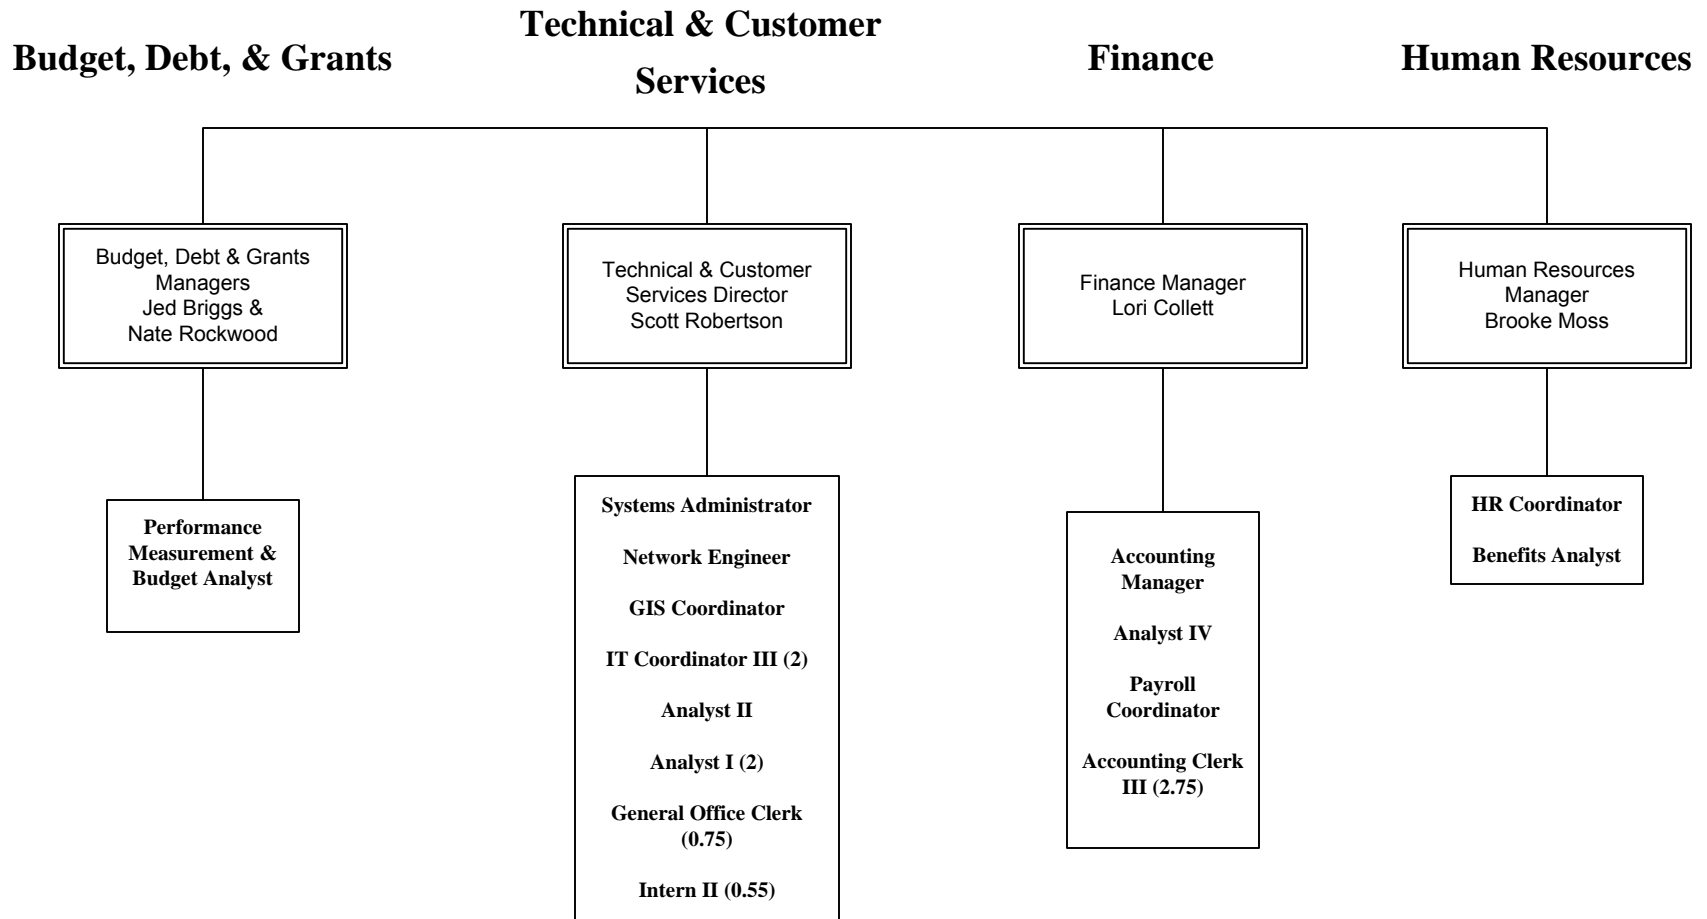 Budget, Debt, & Grants
Technical & Customer
Services
Finance
Human Resources
Budget, Debt & Grants
Managers
Jed Briggs &
Nate Rockwood
Technical & Customer
Services Director
Scott Robertson
Finance Manager
Lori Collett
Human Resources
Manager
Brooke Moss
Performance
Measurement &
Budget Analyst
Systems Administrator
Network Engineer
GIS Coordinator
IT Coordinator III (2)
Analyst II
Analyst I (2)
General Office Clerk
(0.75)
Intern II (0.55)
Accounting
Manager
Analyst IV
Payroll
Coordinator
Accounting Clerk
III (2.75)
HR Coordinator
Benefits Analyst